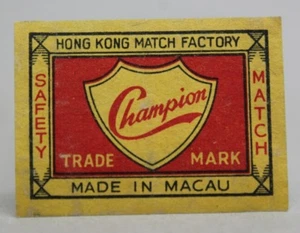 HONG KONG MATCH FACTORY
SAFETY
Champion
MATCH
TRADE MARK
MADE IN MACAU